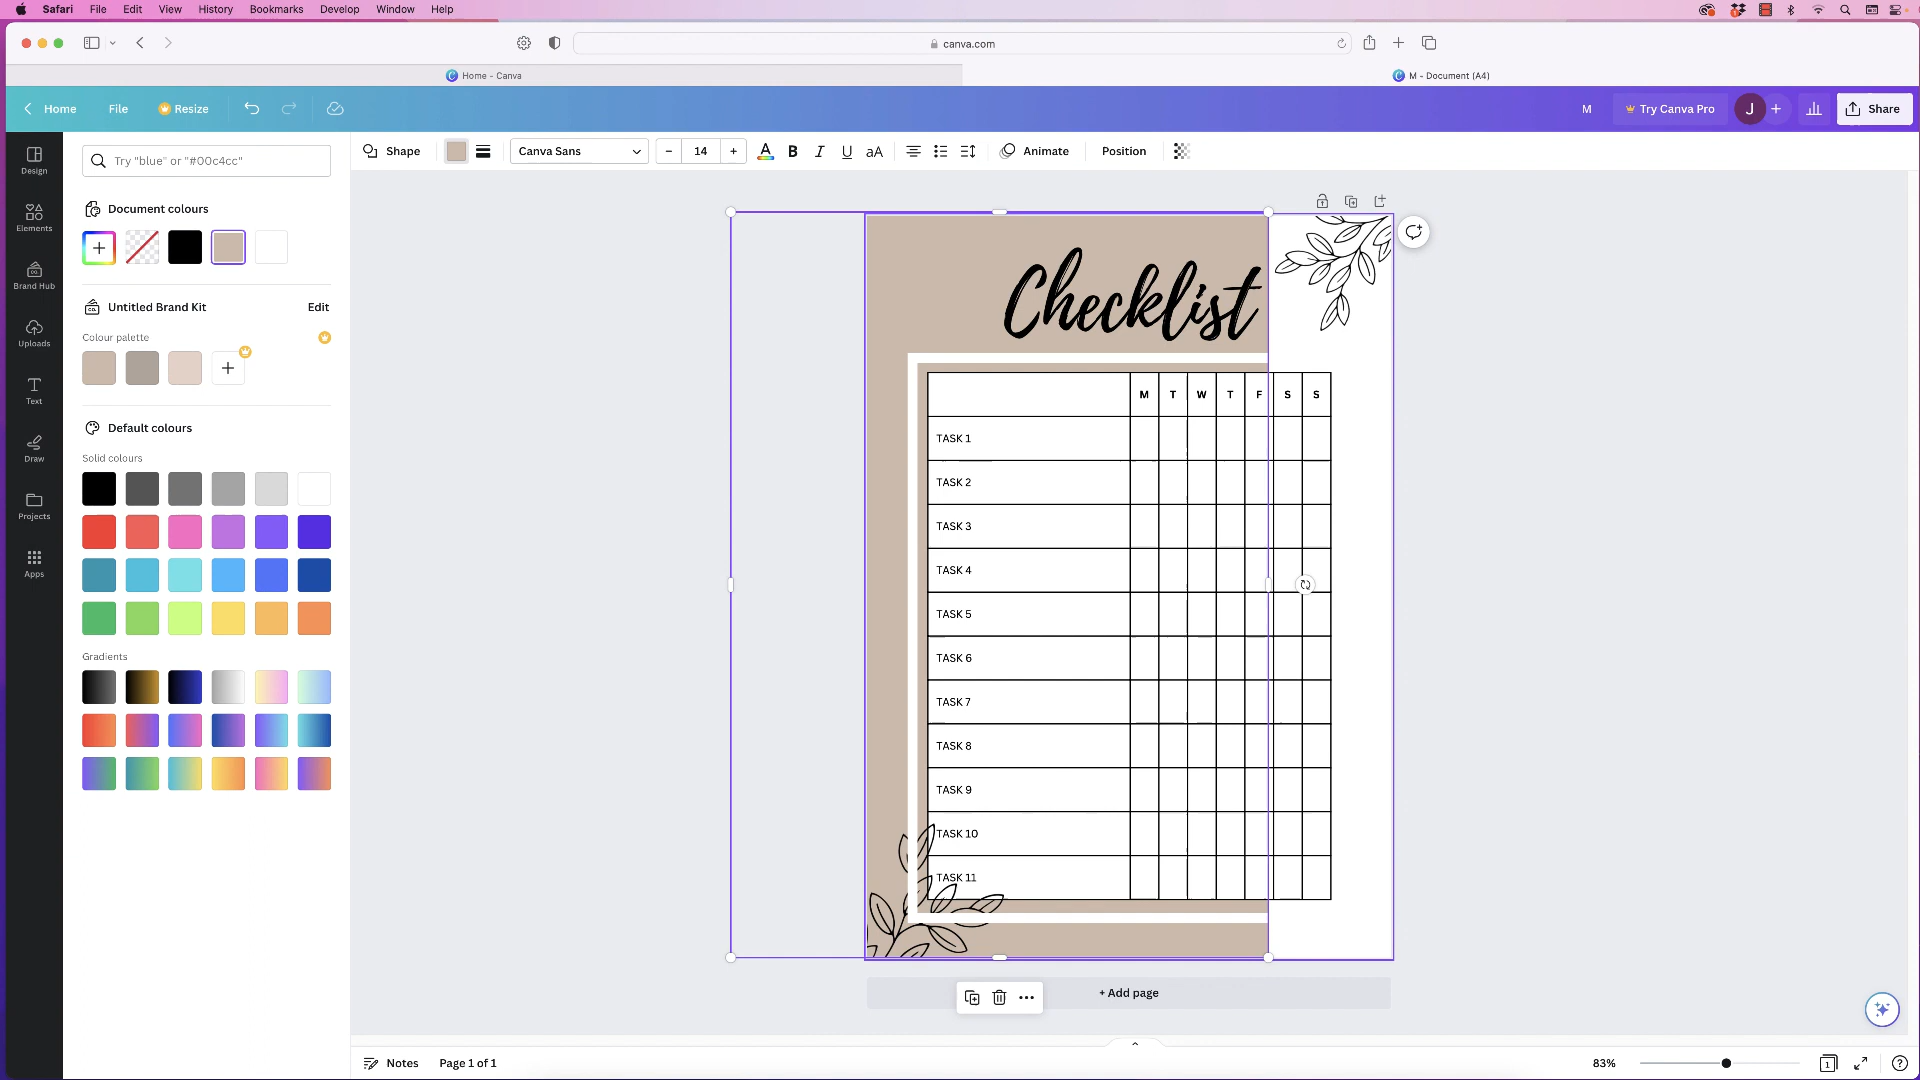 Safari File Edit View History Bookmarks Develop Window Help
canva.com
Home - Canva
M - Document (A4)
Home File Resize
M Try Canva Pro J + Share
Design
Elements
Brand Hub
Uploads
Text
Draw
Projects
Apps
Try "blue" or "#00c4cc"
Document colours
Untitled Brand Kit Edit
Colour palette
Default colours
Solid colours
Gradients
Shape Canva Sans - 14 + A B I U aA Animate Position
Checklist
M T W T F S S
TASK 1
TASK 2
TASK 3
TASK 4
TASK 5
TASK 6
TASK 7
TASK 8
TASK 9
TASK 10
TASK 11
+ Add page
Notes Page 1 of 1
83% 1 ?